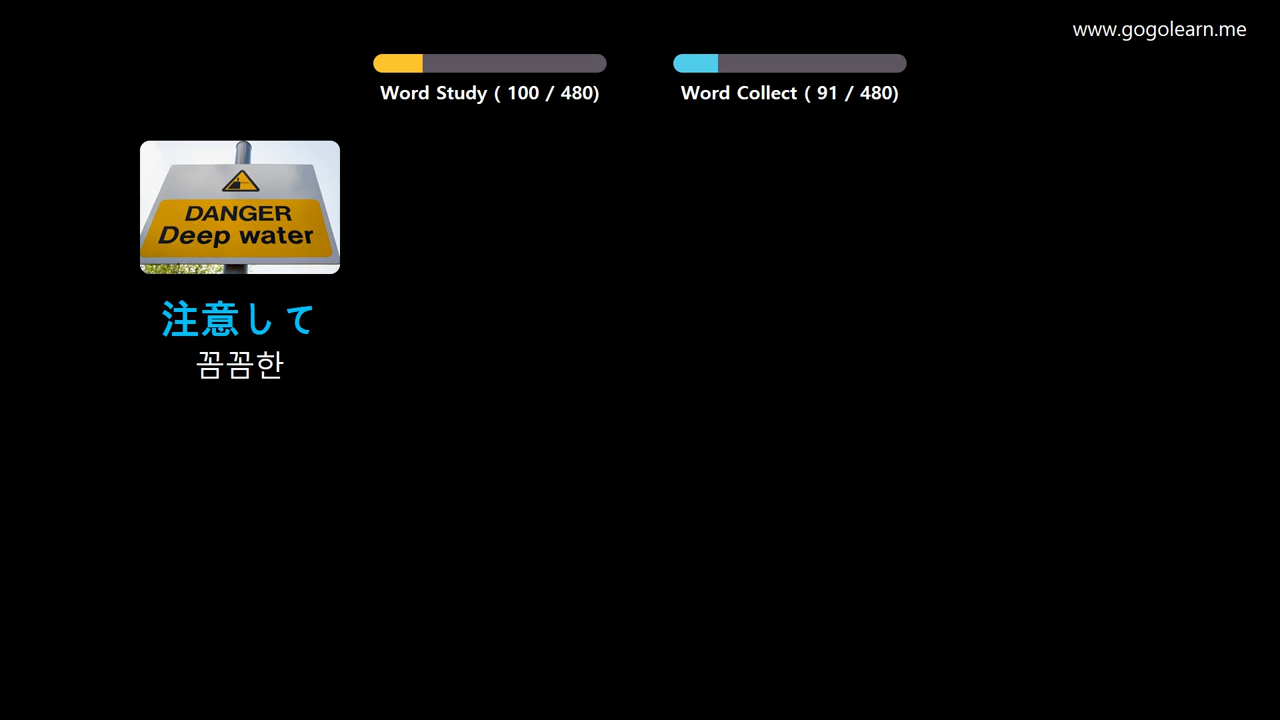 www.gogolearn.me
Word Study ( 100 / 480)
Word Collect ( 91 / 480)
DANGER
Deep water
注意して
꼼꼼한